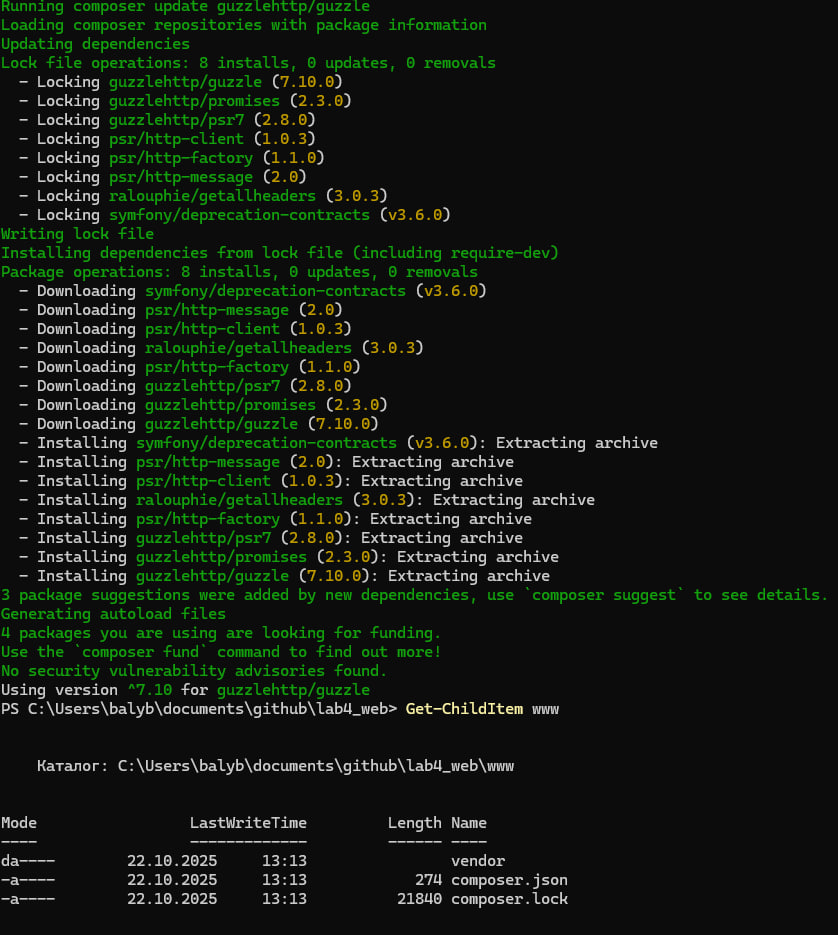 Running composer update guzzlehttp/guzzle
Loading composer repositories with package information
Updating dependencies
Lock file operations: 8 installs, 0 updates, 0 removals
  - Locking guzzlehttp/guzzle (7.10.0)
  - Locking guzzlehttp/promises (2.3.0)
  - Locking guzzlehttp/psr7 (2.8.0)
  - Locking psr/http-client (1.0.3)
  - Locking psr/http-factory (1.1.0)
  - Locking psr/http-message (2.0)
  - Locking ralouphie/getallheaders (3.0.3)
  - Locking symfony/deprecation-contracts (v3.6.0)
Writing lock file
Installing dependencies from lock file (including require-dev)
Package operations: 8 installs, 0 updates, 0 removals
  - Downloading symfony/deprecation-contracts (v3.6.0)
  - Downloading psr/http-message (2.0)
  - Downloading psr/http-client (1.0.3)
  - Downloading ralouphie/getallheaders (3.0.3)
  - Downloading psr/http-factory (1.1.0)
  - Downloading guzzlehttp/psr7 (2.8.0)
  - Downloading guzzlehttp/promises (2.3.0)
  - Downloading guzzlehttp/guzzle (7.10.0)
  - Installing symfony/deprecation-contracts (v3.6.0): Extracting archive
  - Installing psr/http-message (2.0): Extracting archive
  - Installing psr/http-client (1.0.3): Extracting archive
  - Installing ralouphie/getallheaders (3.0.3): Extracting archive
  - Installing psr/http-factory (1.1.0): Extracting archive
  - Installing guzzlehttp/psr7 (2.8.0): Extracting archive
  - Installing guzzlehttp/promises (2.3.0): Extracting archive
  - Installing guzzlehttp/guzzle (7.10.0): Extracting archive
3 package suggestions were added by new dependencies, use `composer suggest` to see details.
Generating autoload files
4 packages you are using are looking for funding.
Use the `composer fund` command to find out more!
No security vulnerability advisories found.
Using version ^7.10 for guzzlehttp/guzzle
PS C:\Users\balyb\documents\github\lab4_web> Get-ChildItem www
    Каталог: C:\Users\balyb\documents\github\lab4_web\www
Mode                 LastWriteTime         Length Name
----                 -------------         ------ ----
da----        22.10.2025     13:13                vendor
-a----        22.10.2025     13:13            274 composer.json
-a----        22.10.2025     13:13          21840 composer.lock